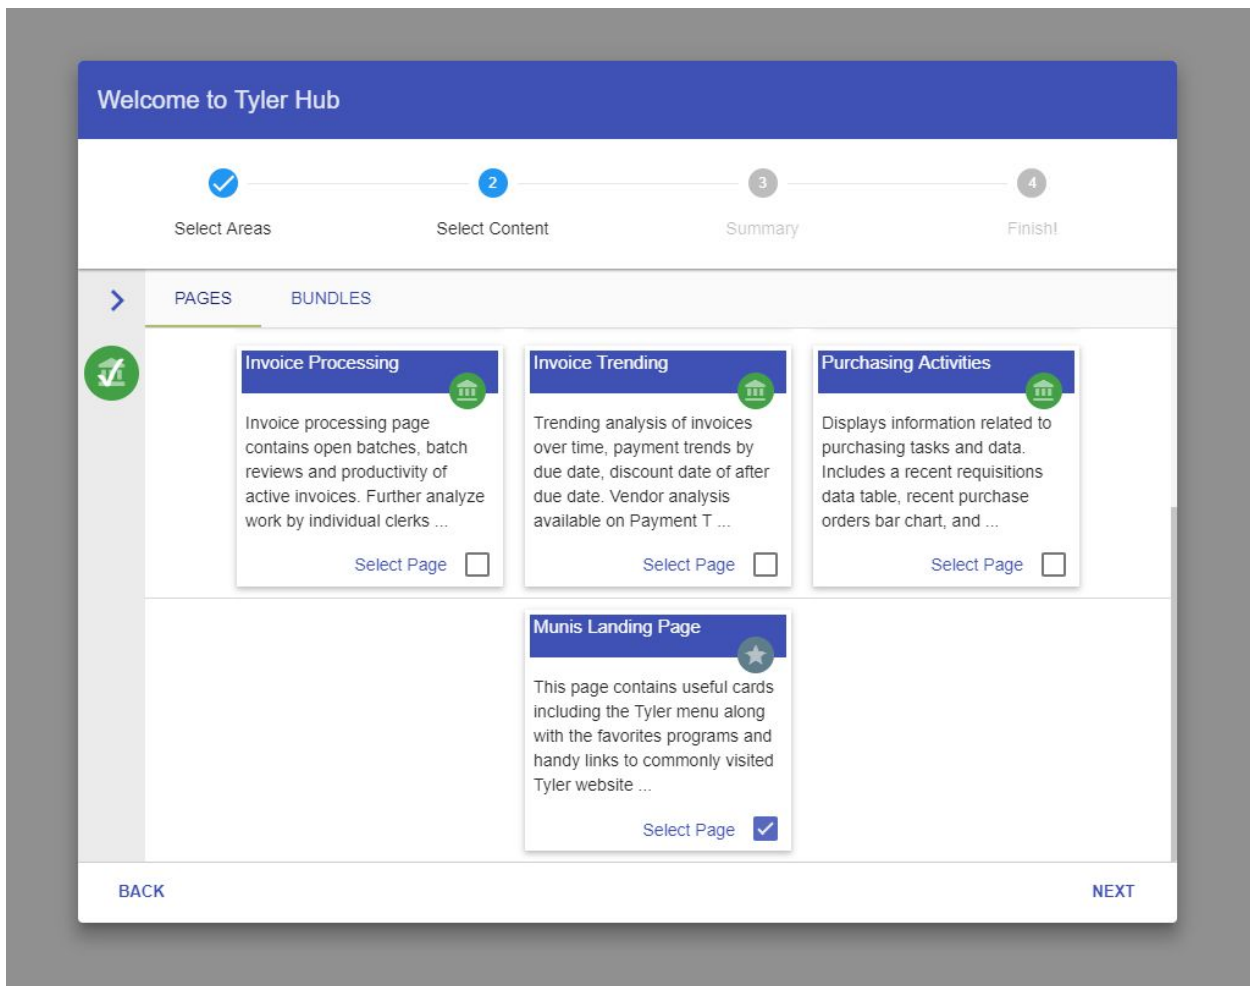 Welcome to Tyler Hub
2
3
4
Select Areas
Select Content
Summary
Finish!
PAGES
BUNDLES
Invoice Processing
Invoice processing page
contains open batches, batch
reviews and productivity of
active invoices. Further analyze
work by individual clerks ...
Select Page
Invoice Trending
Trending analysis of invoices
over time, payment trends by
due date, discount date of after
due date. Vendor analysis
available on Payment T ...
Select Page
Purchasing Activities
Displays information related to
purchasing tasks and data.
Includes a recent requisitions
data table, recent purchase
orders bar chart, and ...
Select Page
Munis Landing Page
This page contains useful cards
including the Tyler menu along
with the favorites programs and
handy links to commonly visited
Tyler website ...
Select Page
BACK
NEXT